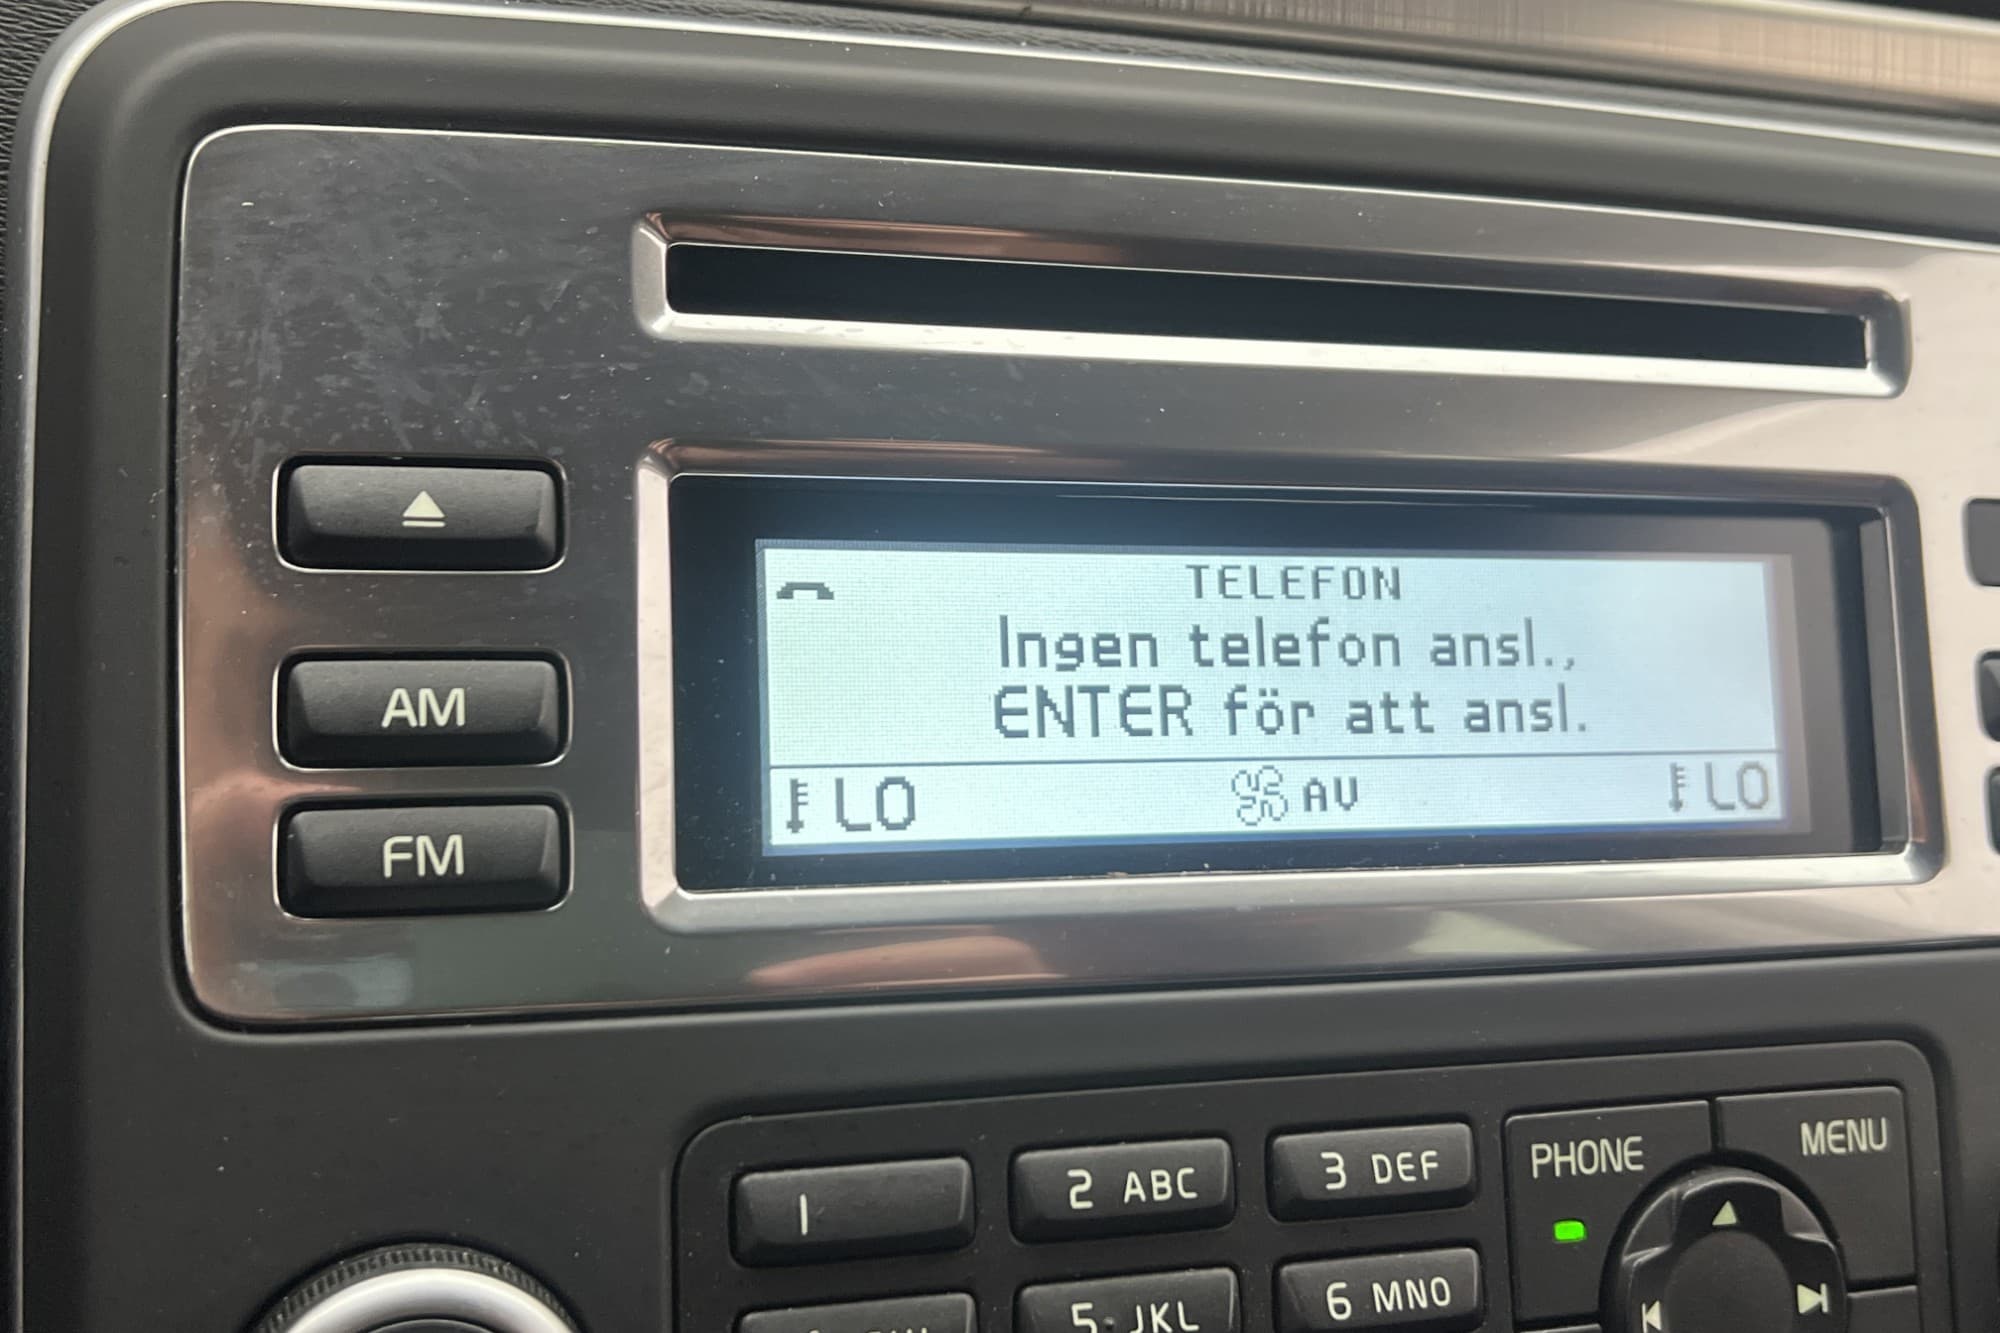 TELEFON
Ingen telefon ansl.,
ENTER för att ansl.
LO AV LO
AM
FM
PHONE MENU
1 2 ABC 3 DEF
5 JKL 6 MNO